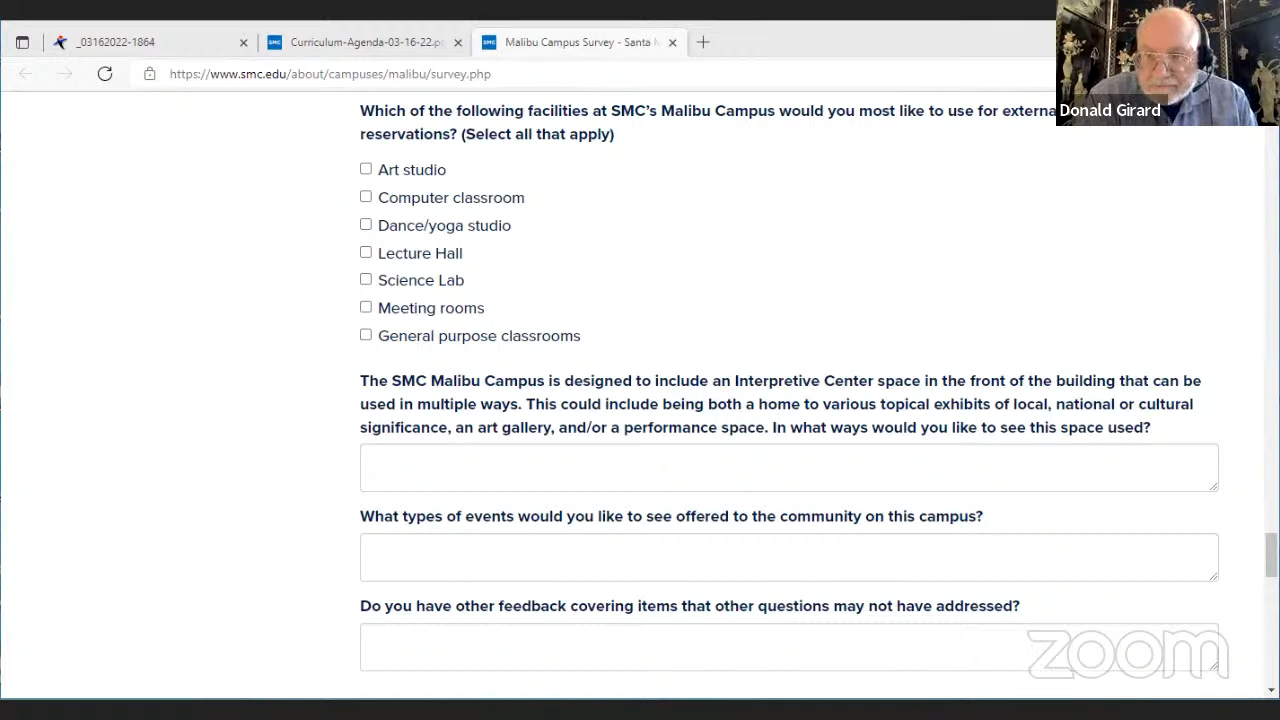 _03162022-1864
Curriculum-Agenda-03-16-22.p
Malibu Campus Survey - Santa
https://www.smc.edu/about/campuses/malibu/survey.php
Donald Girard
Which of the following facilities at SMC's Malibu Campus would you most like to use for externa
reservations? (Select all that apply)
Art studio
Computer classroom
Dance/yoga studio
Lecture Hall
Science Lab
Meeting rooms
General purpose classrooms
The SMC Malibu Campus is designed to include an Interpretive Center space in the front of the building that can be
used in multiple ways. This could include being both a home to various topical exhibits of local, national or cultural
significance, an art gallery, and/or a performance space. In what ways would you like to see this space used?
What types of events would you like to see offered to the community on this campus?
Do you have other feedback covering items that other questions may not have addressed?
zoom